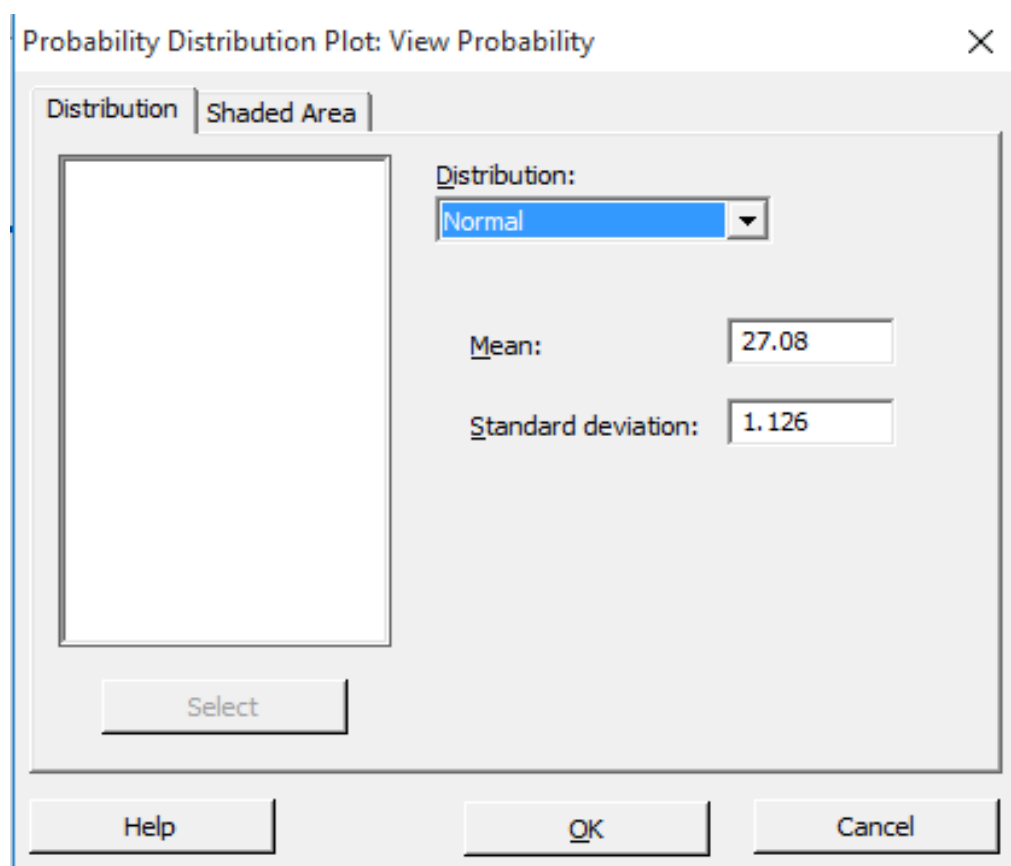 Probability Distribution Plot: View Probability
Distribution
Shaded Area
Distribution:
Normal
Mean:
27.08
Standard deviation:
1.126
Select
Help
OK
Cancel